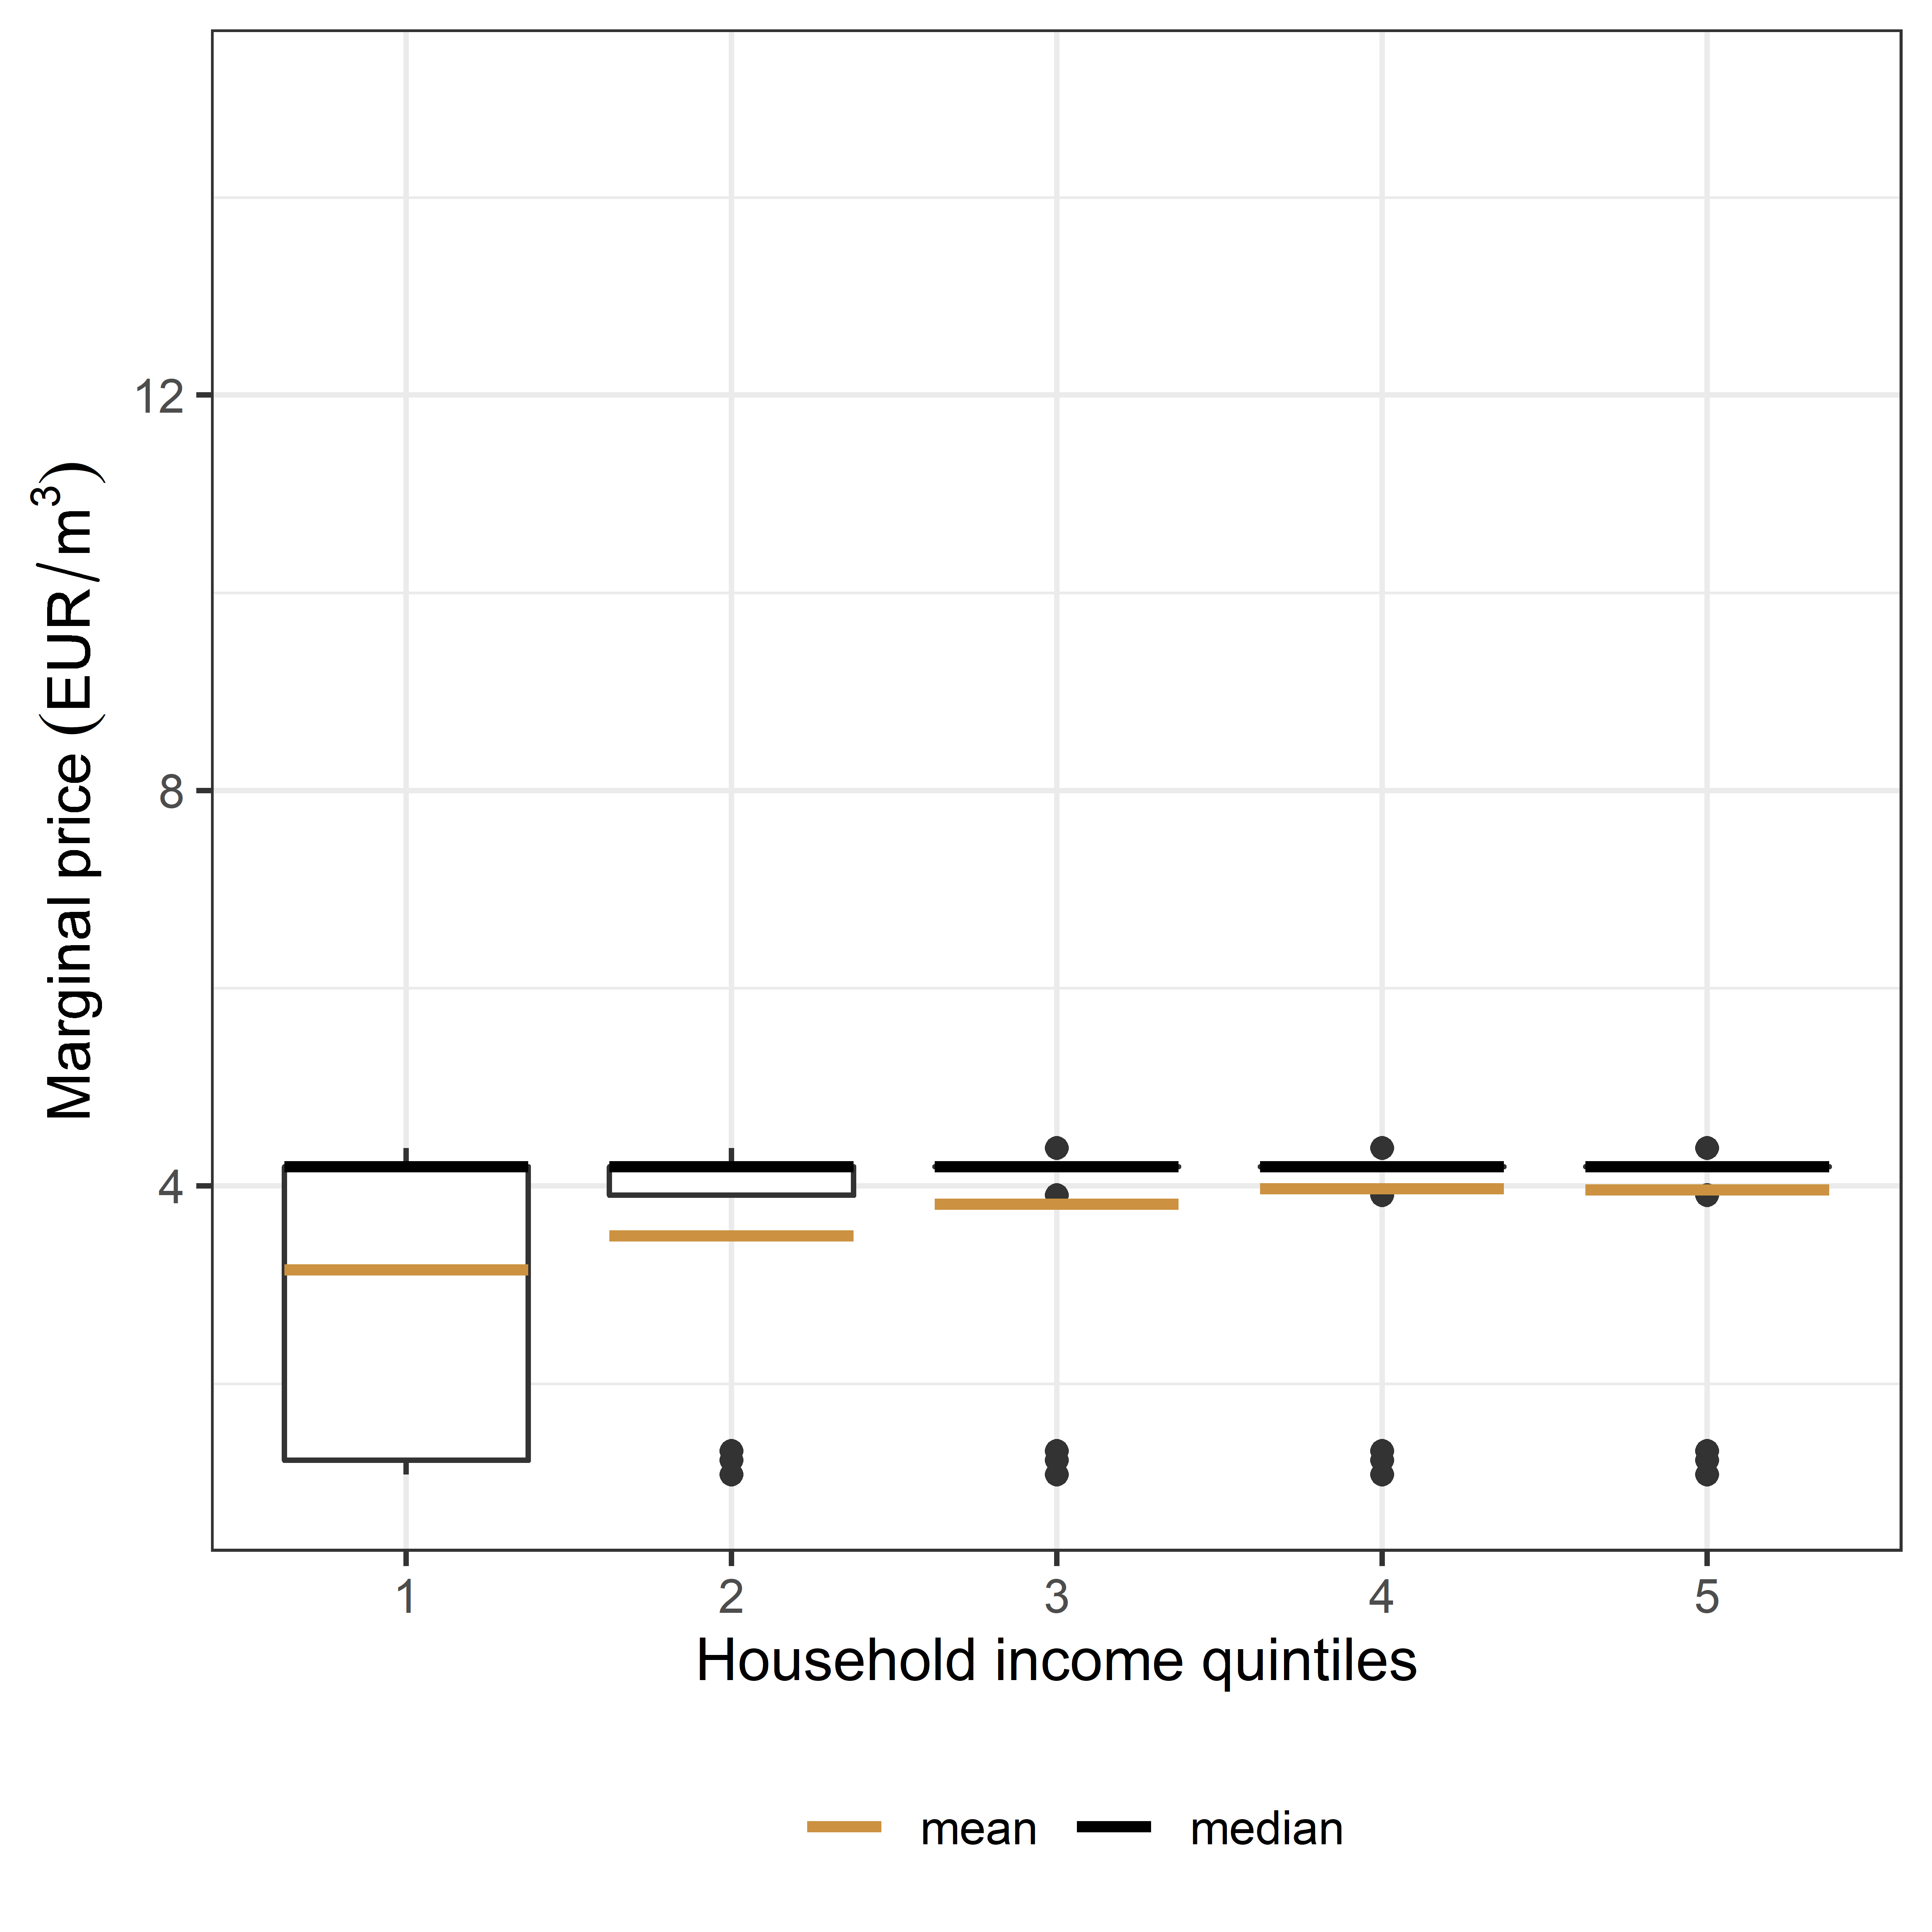 Marginal price (EUR/m³)
12
8
4
1 2 3 4 5
Household income quintiles
mean median